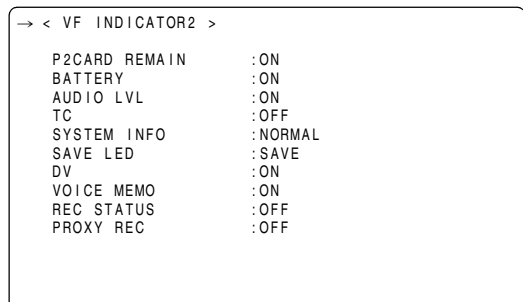 → < VF INDICATOR2 >
P2CARD REMAIN :ON
BATTERY :ON
AUDIO LVL :ON
TC :OFF
SYSTEM INFO :NORMAL
SAVE LED :SAVE
DV :ON
VOICE MEMO :ON
REC STATUS :OFF
PROXY REC :OFF